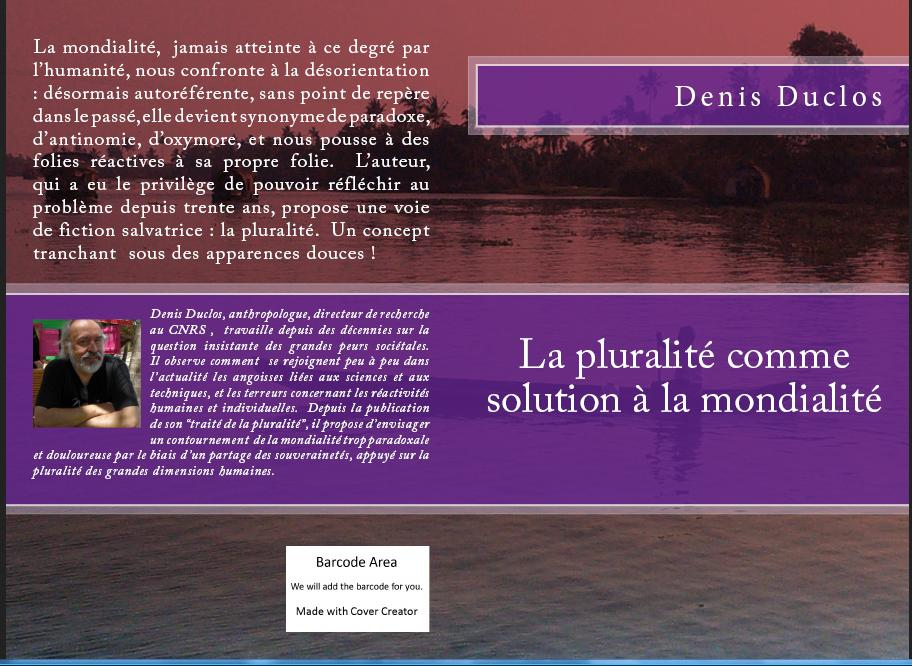 La mondialité, jamais atteinte à ce degré par
l'humanité, nous confronte à la désorientation
: désormais autoréférente, sans point de repère
dans le passé, elle devient synonyme de paradoxe,
d'antinomie, d'oxymore, et nous pousse à des
folies réactives à sa propre folie. L'auteur,
qui a eu le privilège de pouvoir réfléchir au
problème depuis trente ans, propose une voie
de fiction salvatrice : la pluralité. Un concept
tranchant sous des apparences douces !
Denis Duclos, anthropologue, directeur de recherche
au CNRS , travaille depuis des décennies sur la
question insistante des grandes peurs sociétales.
Il observe comment se rejoignent peu à peu dans
l'actualité les angoisses liées aux sciences et aux
techniques, et les terreurs concernant les réactivités
humaines et individuelles. Depuis la publication
de son "traité de la pluralité", il propose d'envisager
un contournement de la mondialité trop paradoxale
et douloureuse par le biais d'un partage des souverainetés, appuyé sur la
pluralité des grandes dimensions humaines.
Barcode Area
We will add the barcode for you.
Made with Cover Creator
Denis Duclos
La pluralité comme
solution à la mondialité